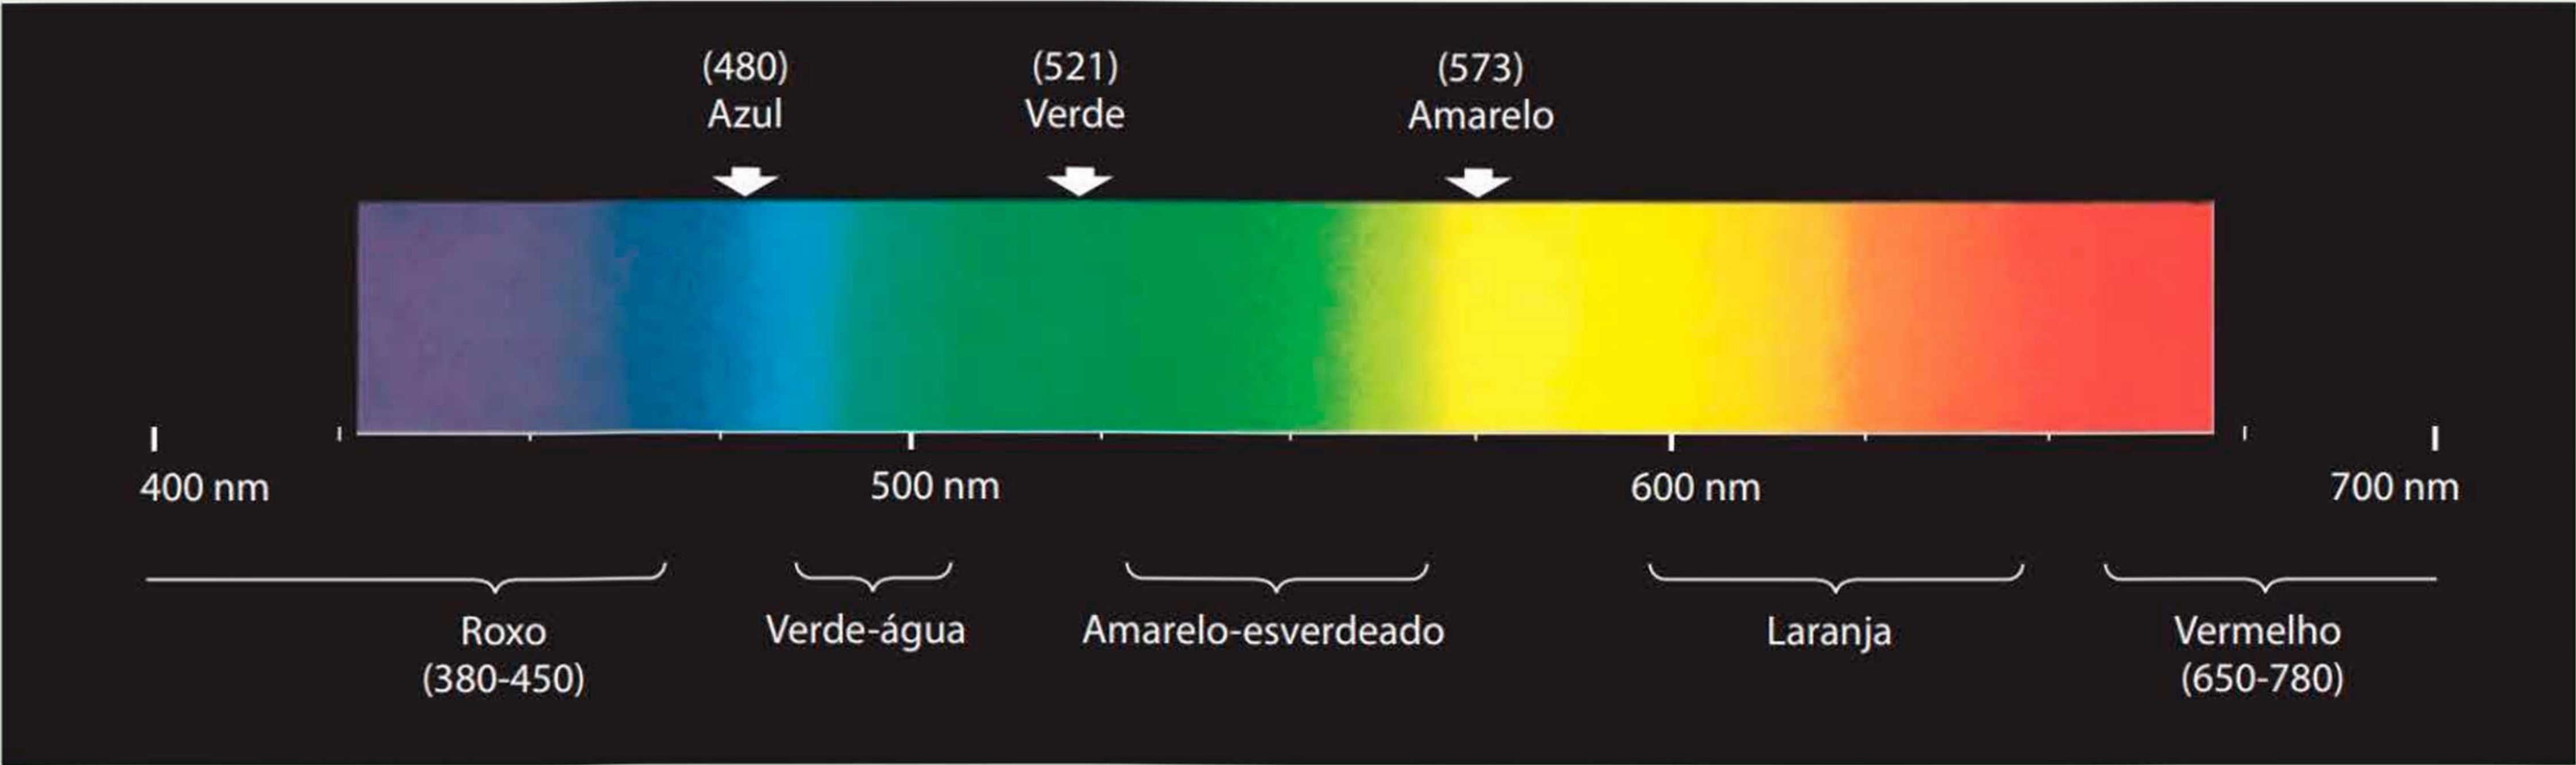 (480)
Azul
(521)
Verde
(573)
Amarelo
400 nm
500 nm
600 nm
700 nm
Roxo
(380-450)
Verde-água
Amarelo-esverdeado
Laranja
Vermelho
(650-780)